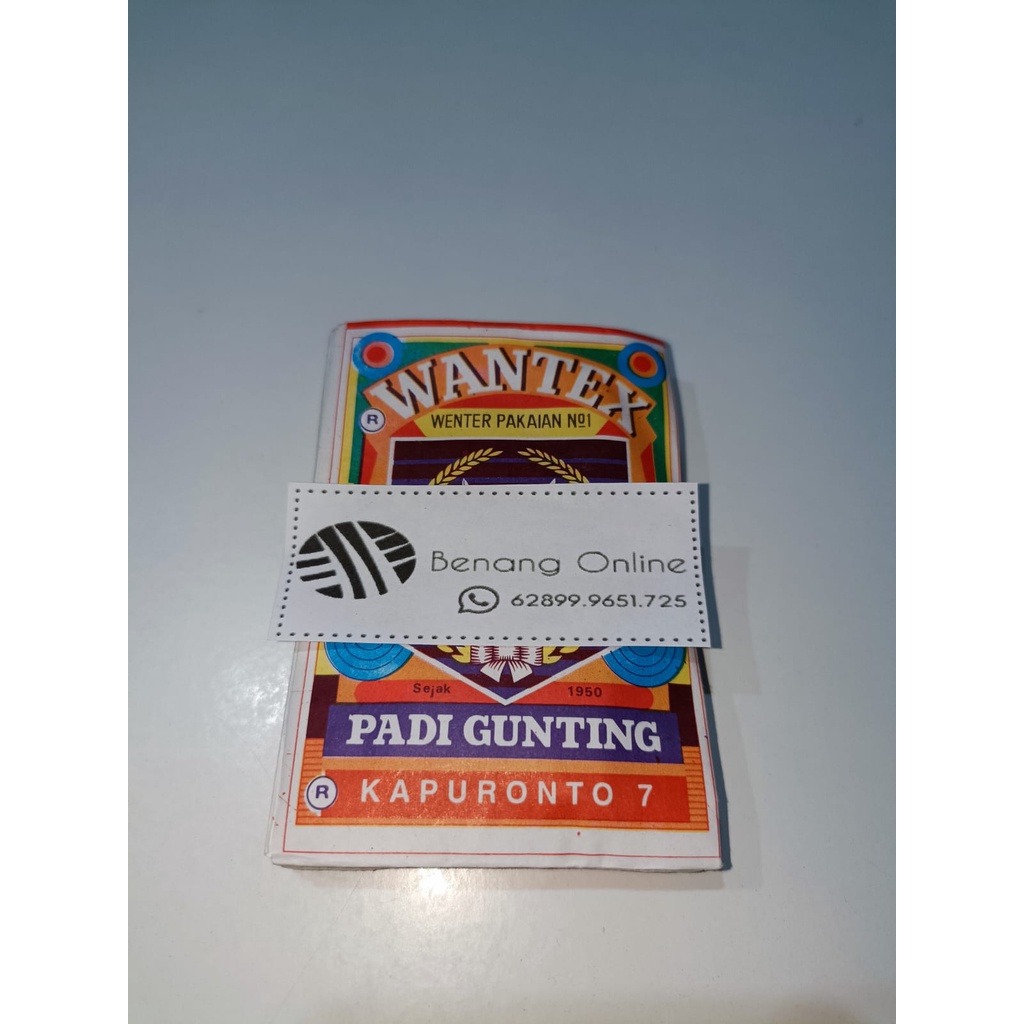 WANTEX
R
WENTER PAKAIAN Nº1
Benang Online
62899.9651.725
Sejak 1950
PADI GUNTING
R KAPURONTO 7